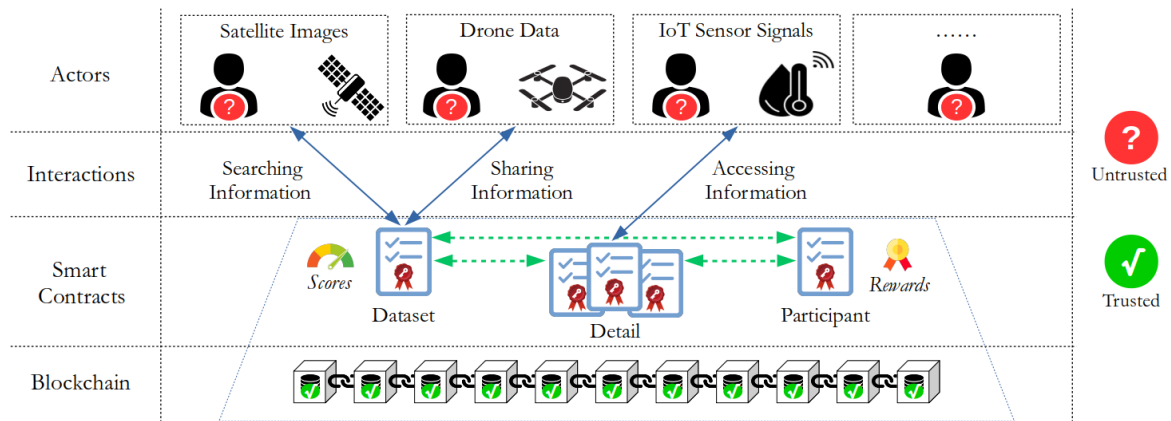 Actors
Satellite Images
Drone Data
IoT Sensor Signals
......
?
?
?
?
?
Untrusted
Interactions
Searching
Information
Sharing
Information
Accessing
Information
Smart
Contracts
Scores
Dataset
Detail
Participant
Rewards
Trusted
Blockchain